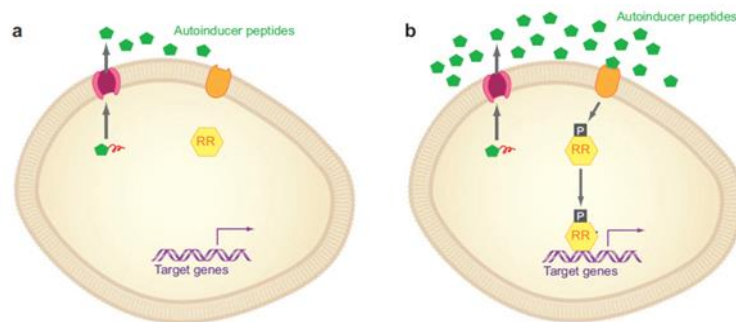 a
Autoinducer peptides
RR
Target genes
b
Autoinducer peptides
P
RR
P
RR
Target genes